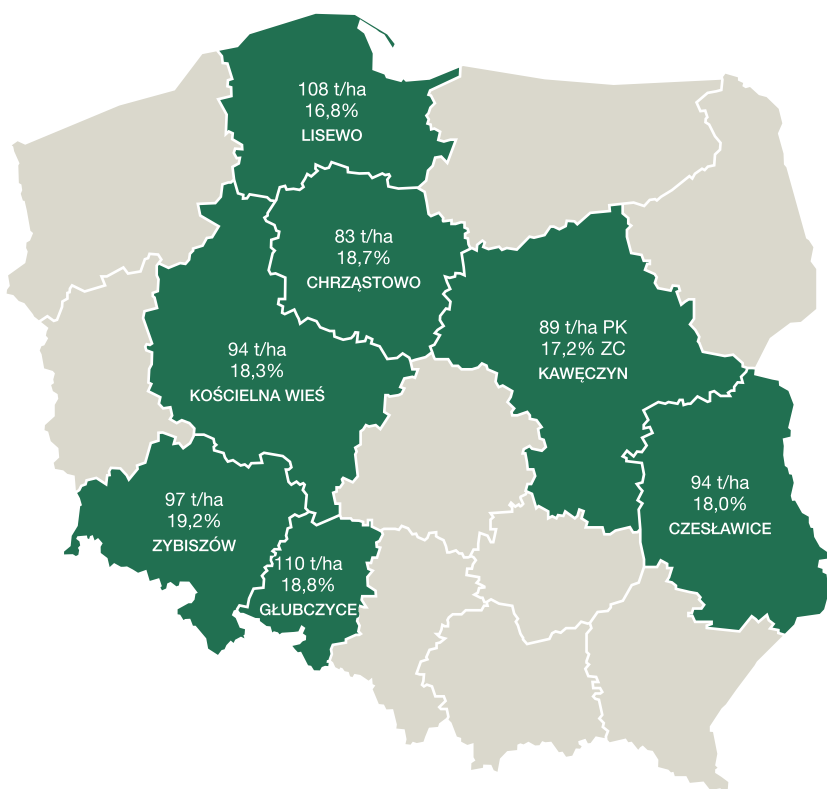 108 t/ha
16,8%
LISEWO
83 t/ha
18,7%
CHRZĄSTOWO
89 t/ha PK
17,2% ZC
KAWĘCZYN
94 t/ha
18,3%
KOŚCIELNA WIEŚ
94 t/ha
18,0%
CZESŁAWICE
97 t/ha
19,2%
ZYBISZÓW
110 t/ha
18,8%
GŁUBCZYCE